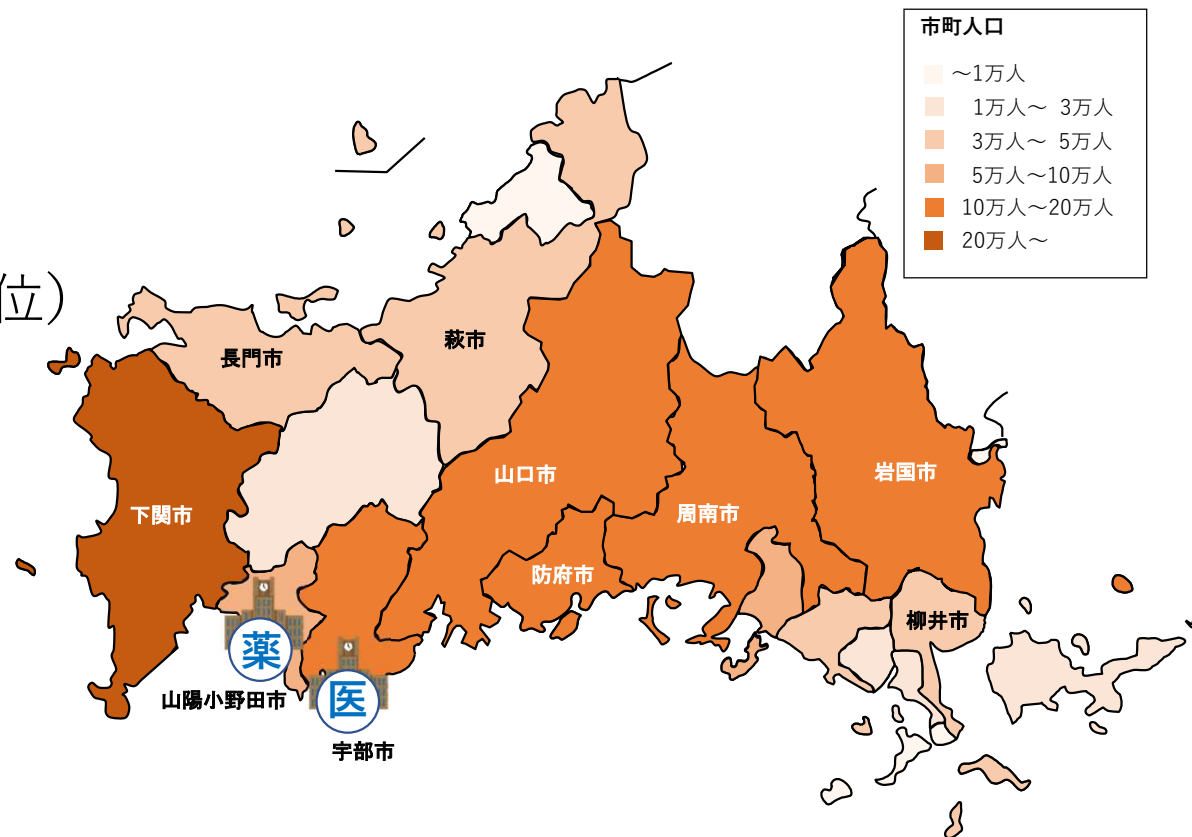 市町人口
～1万人
1万人～ 3万人
3万人～ 5万人
5万人～10万人
10万人～20万人
20万人～
位）
萩市
長門市
山口市
岩国市
下関市
周南市
防府市
柳井市
薬
山陽小野田市
医
宇部市